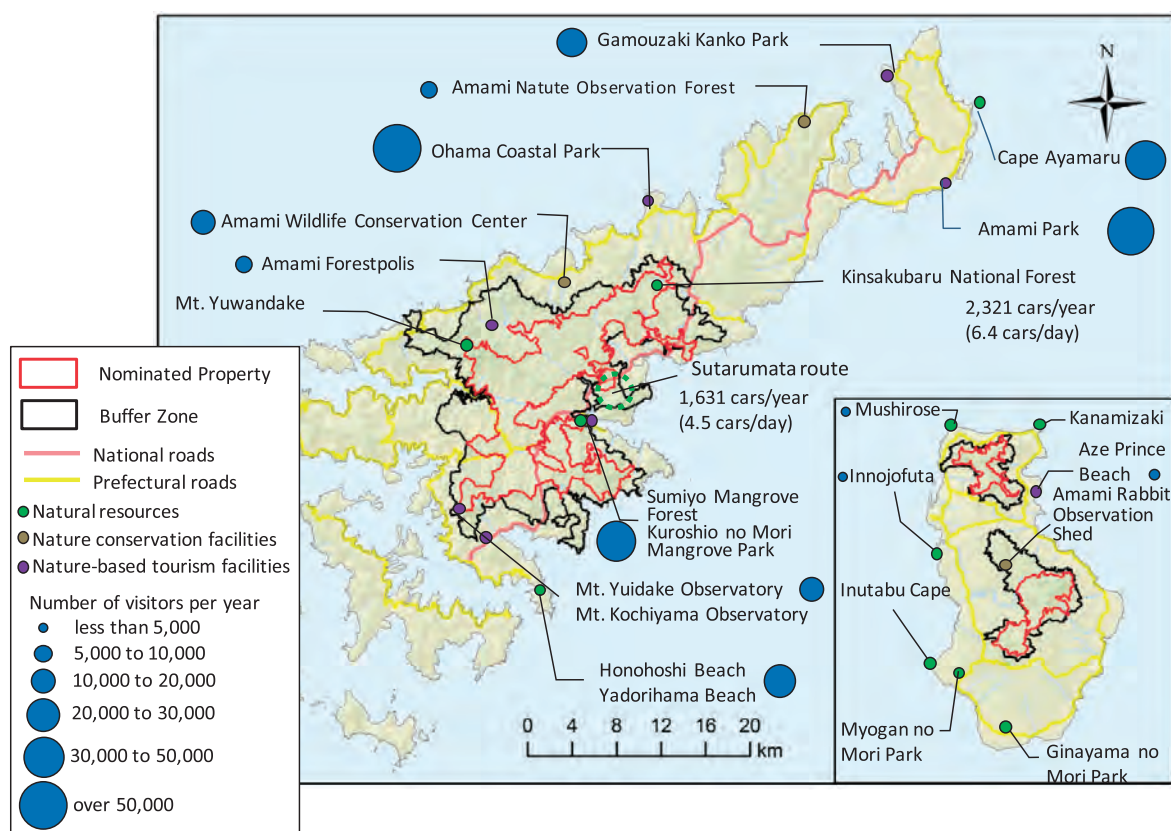 Gamouzaki Kanko Park
N
Amami Natute Observation Forest
Ohama Coastal Park
Cape Ayamaru
Amami Wildlife Conservation Center
Amami Park
Amami Forestpolis
Kinsakubaru National Forest
2,321 cars/year
(6.4 cars/day)
Mt. Yuwandake
Sutarumata route
1,631 cars/year
(4.5 cars/day)
Sumiyo Mangrove
Forest
Kuroshio no Mori
Mangrove Park
Mt. Yuidake Observatory
Mt. Kochiyama Observatory
Honohoshi Beach
Yadorihama Beach
0 4 8 12 16 20
km
Nominated Property
Buffer Zone
National roads
Prefectural roads
Natural resources
Nature conservation facilities
Nature-based tourism facilities
Number of visitors per year
less than 5,000
5,000 to 10,000
10,000 to 20,000
20,000 to 30,000
30,000 to 50,000
over 50,000
Mushirose
Kanamizaki
Aze Prince
Beach
Innojofuta
Amami Rabbit
Observation
Shed
Inutabu Cape
Myogan no
Mori Park
Ginayama no
Mori Park